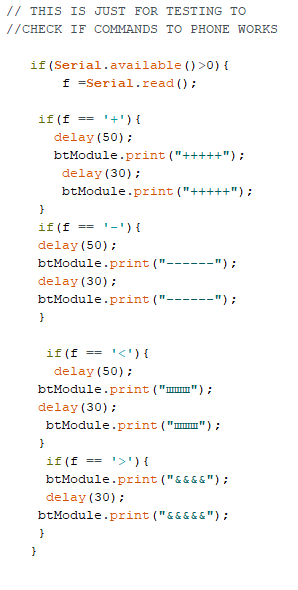 // THIS IS JUST FOR TESTING TO
//CHECK IF COMMANDS TO PHONE WORKS
if(Serial.available()>0){
f =Serial.read();
if(f == '+'){
delay(50);
btModule.print("+++++");
delay(30);
btModule.print("+++++");
}
if(f == '-'){
delay(50);
btModule.print("------");
delay(30);
btModule.print("------");
}
if(f == '<'){
delay(50);
btModule.print("");
delay(30);
btModule.print("");
}
if(f == '>'){
btModule.print("&&&&");
delay(30);
btModule.print("&&&&&");
}
}